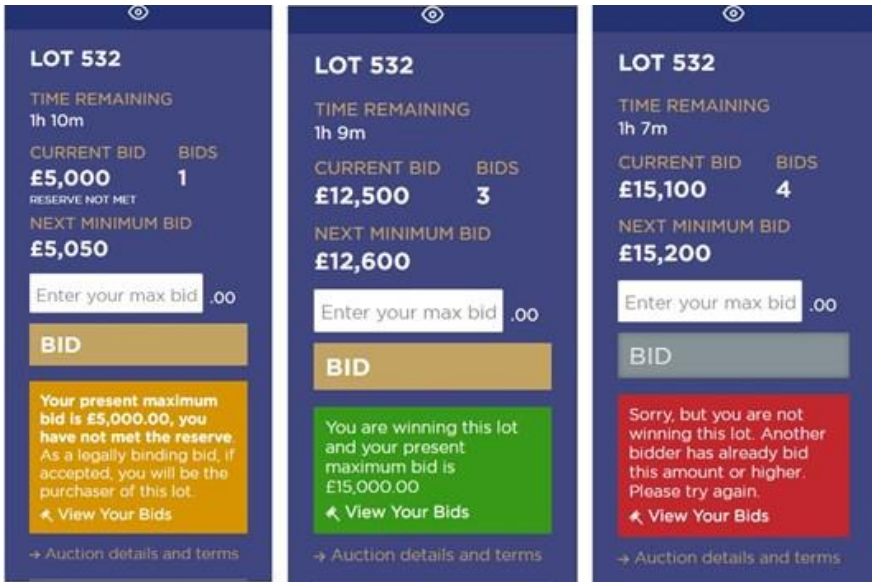 LOT 532
TIME REMAINING
1h 10m
CURRENT BID BIDS
£5,000 1
RESERVE NOT MET
NEXT MINIMUM BID
£5,050
Enter your max bid .00
BID
Your present maximum
bid is £5,000.00, you
have not met the reserve.
As a legally binding bid, if
accepted, you will be the
purchaser of this lot.
View Your Bids
→ Auction details and terms
LOT 532
TIME REMAINING
1h 9m
CURRENT BID BIDS
£12,500 3
NEXT MINIMUM BID
£12,600
Enter your max bid .00
BID
You are winning this lot
and your present
maximum bid is
£15,000.00
View Your Bids
→ Auction details and terms
LOT 532
TIME REMAINING
1h 7m
CURRENT BID BIDS
£15,100 4
NEXT MINIMUM BID
£15,200
Enter your max bid .00
BID
Sorry, but you are not
winning this lot. Another
bidder has already bid
this amount or higher.
Please try again.
View Your Bids
→ Auction details and terms